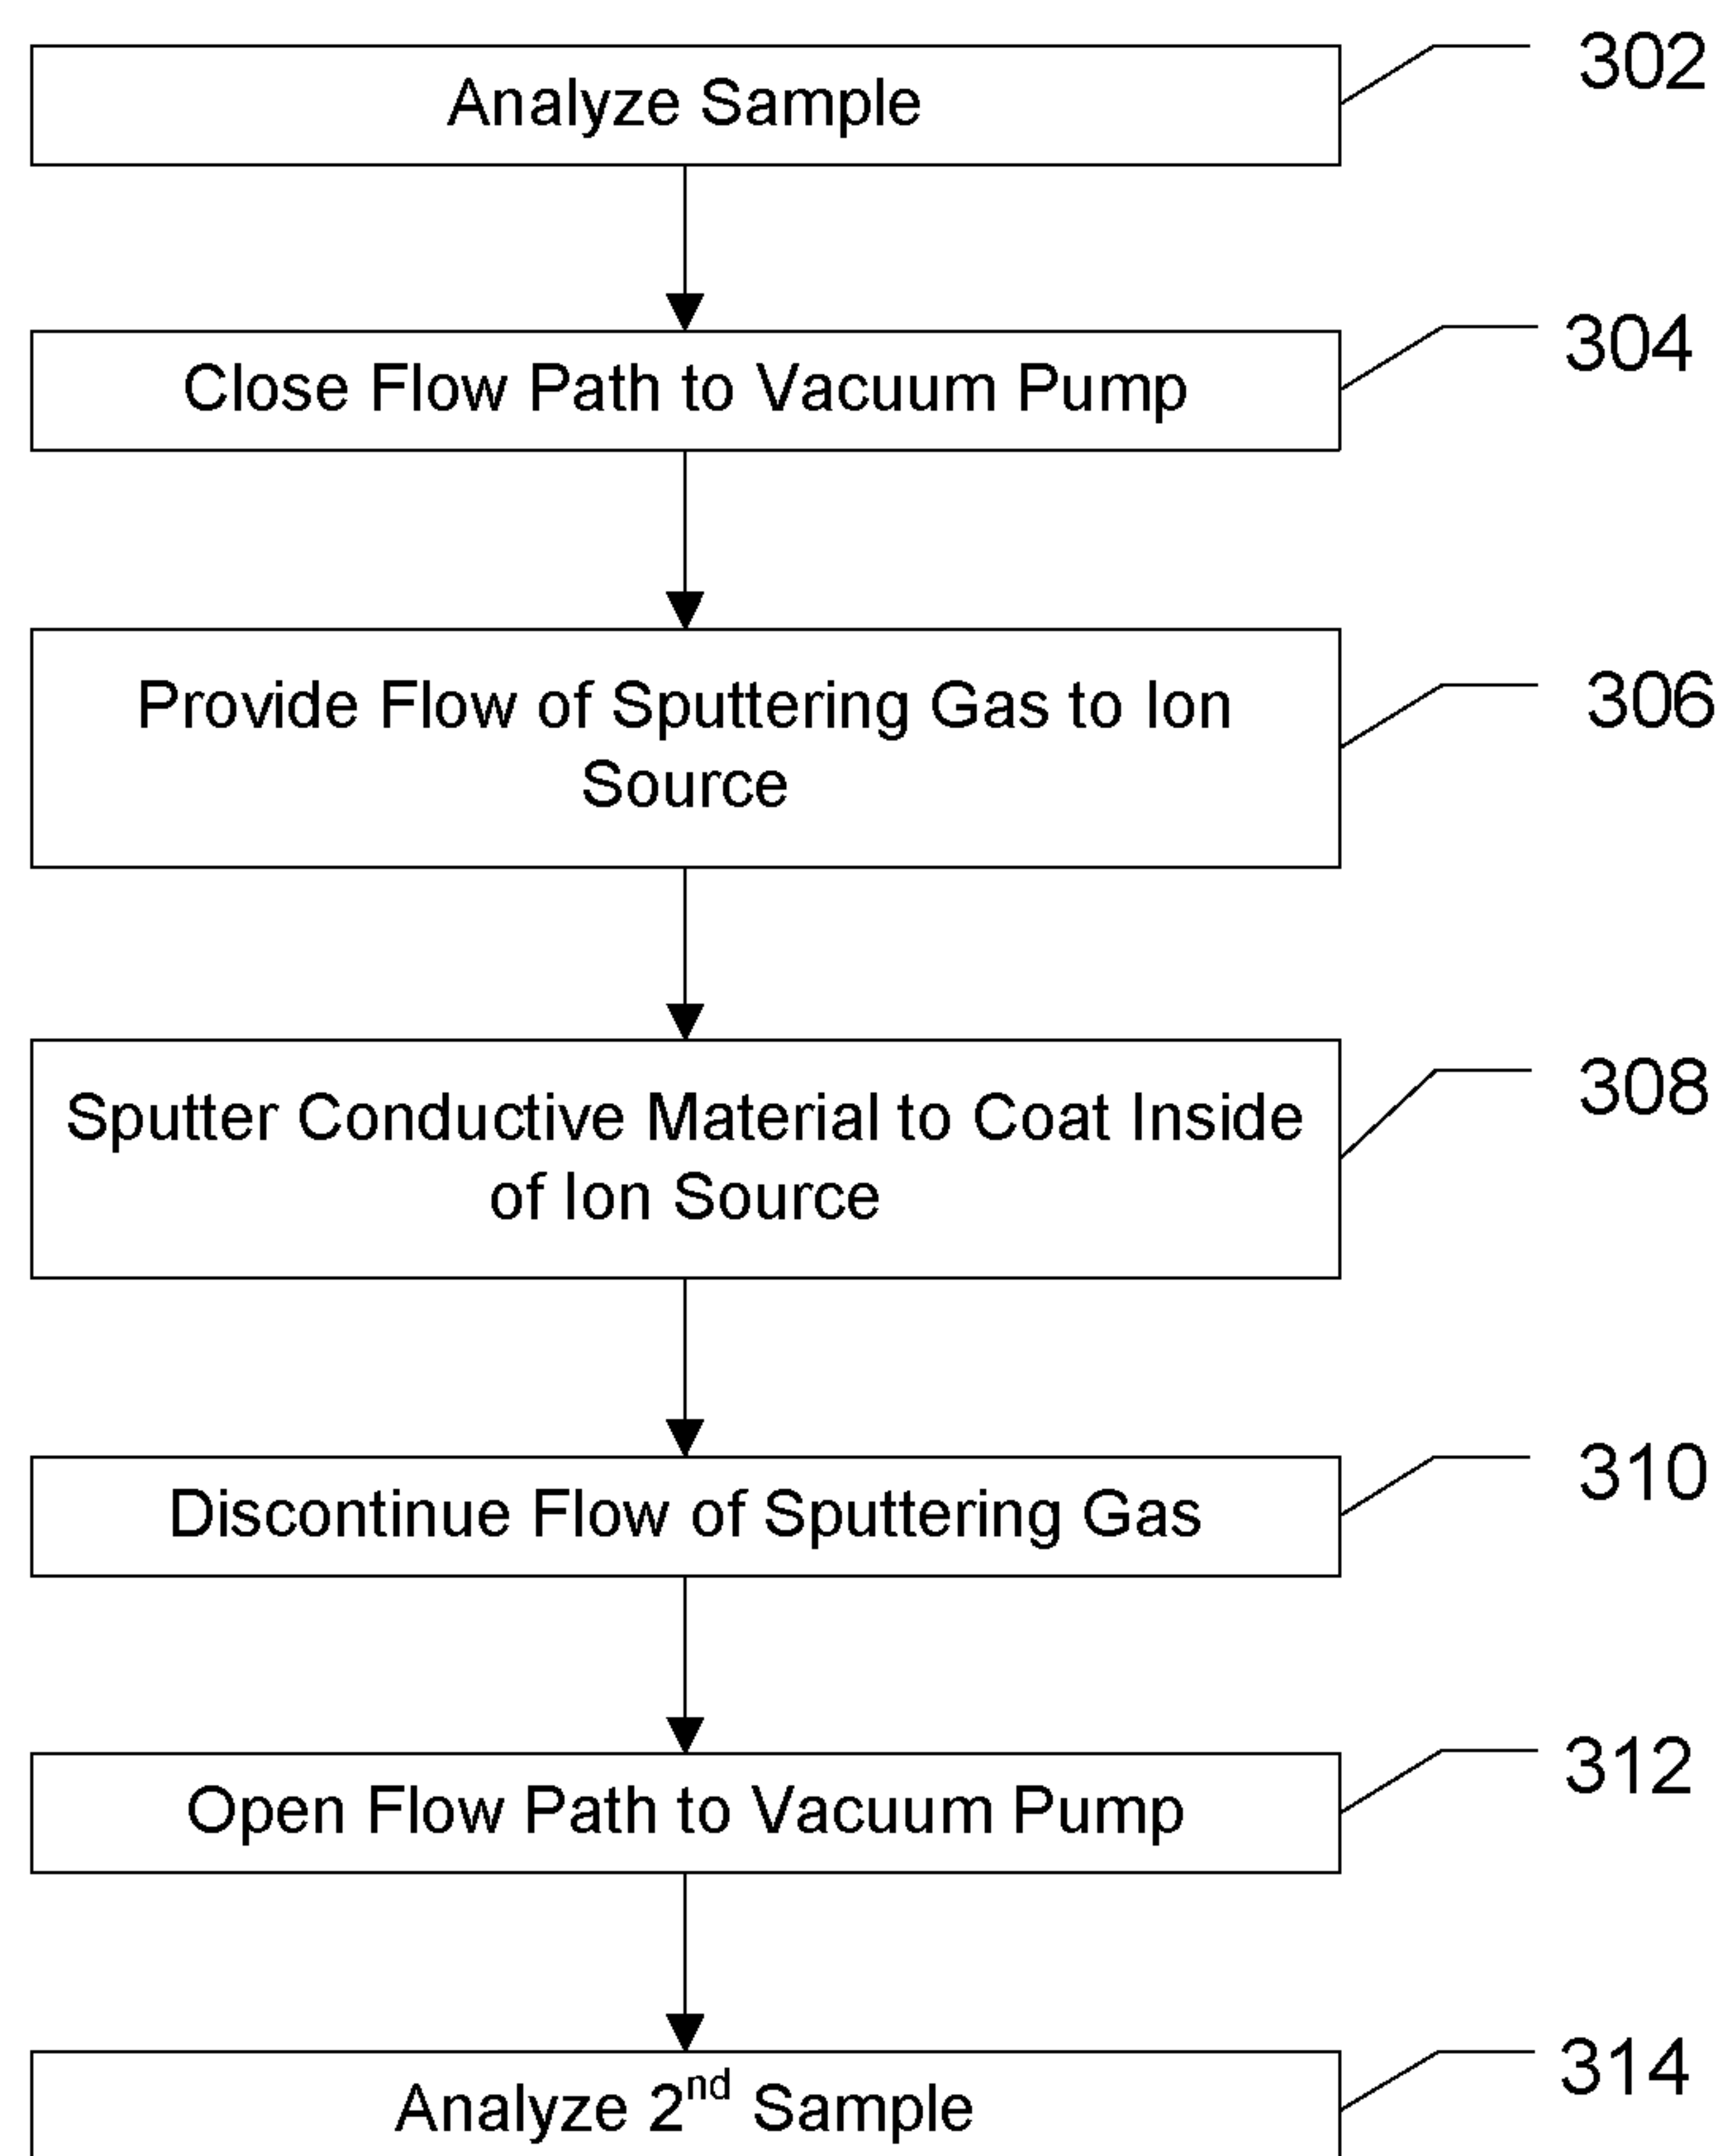 Analyze Sample
302
Close Flow Path to Vacuum Pump
304
Provide Flow of Sputtering Gas to Ion
Source
306
Sputter Conductive Material to Coat Inside
of Ion Source
308
Discontinue Flow of Sputtering Gas
310
Open Flow Path to Vacuum Pump
312
Analyze 2nd Sample
314